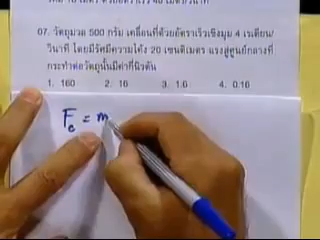 07. วัตถุมวล 500 กรัม เคลื่อนที่ด้วยอัตราเร็วเชิงมุม 4 เรเดียน/
วินาที โดยมีรัศมีความโค้ง 20 เซนติเมตร แรงสู่ศูนย์กลางที่
กระทำต่อวัตถุนั้นมีค่ากี่นิวตัน
1. 160 2. 16 3. 1.6 4. 0.16
Fc = m